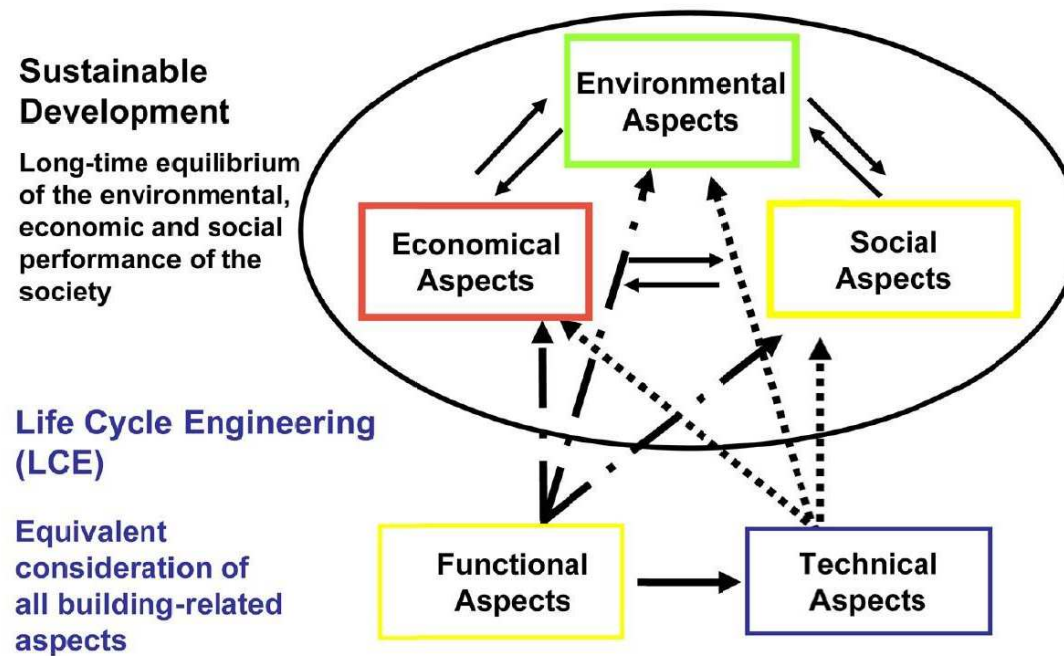 Sustainable
Development
Long-time equilibrium
of the environmental,
economic and social
performance of the
society
Environmental
Aspects
Economical
Aspects
Social
Aspects
Life Cycle Engineering
(LCE)
Equivalent
consideration of
all building-related
aspects
Functional
Aspects
Technical
Aspects